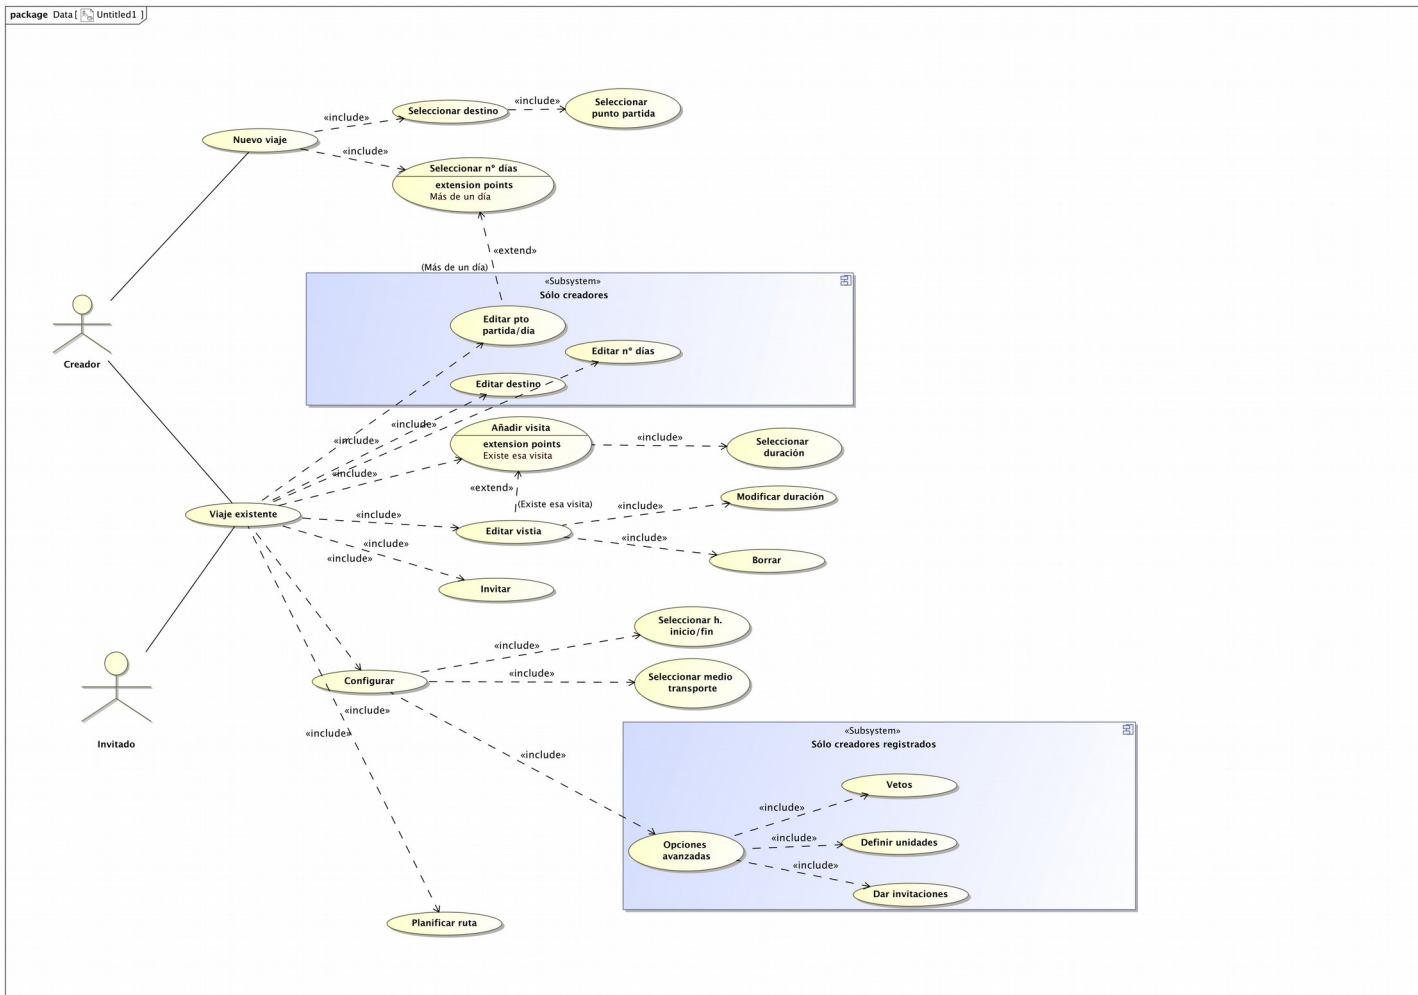 package Data [ Untitled1 ]
«include»
Seleccionar destino
«include»
Seleccionar
punto partida
Nuevo viaje
«include»
Seleccionar nº días
extension points
Más de un día
«extend»
(Más de un día)
«Subsystem»
Sólo creadores
Editar pto
partida/día
Editar nº días
Editar destino
Creador
«include»
«include»
«include»
Añadir visita
extension points
Existe esa visita
«include»
Seleccionar
duración
«extend»
(Existe esa visita)
Viaje existente
«include»
Editar vistia
«include»
Modificar duración
«include»
Borrar
«include»
«include»
Invitar
Seleccionar h.
inicio/fin
«include»
Configurar
«include»
Seleccionar medio
transporte
«include»
«include»
Invitado
«include»
«Subsystem»
Sólo creadores registrados
Vetos
«include»
Opciones
avanzadas
«include»
Definir unidades
«include»
Dar invitaciones
Planificar ruta